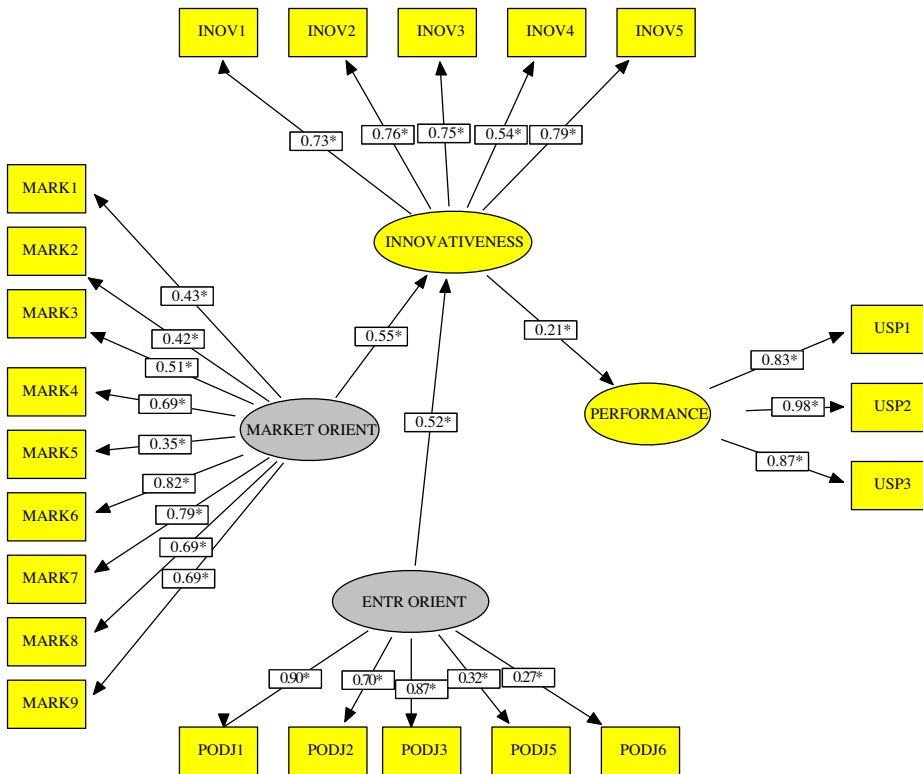 INOV1
INOV2
INOV3
INOV4
INOV5
0.73*
0.76*
0.75*
0.54*
0.79*
MARK1
MARK2
MARK3
MARK4
MARK5
MARK6
MARK7
MARK8
MARK9
INNOVATIVENESS
0.43*
0.42*
0.51*
0.69*
0.35*
0.82*
0.79*
0.69*
0.69*
MARKET ORIENT
0.55*
0.52*
0.21*
PERFORMANCE
0.83*
0.98*
0.87*
USP1
USP2
USP3
ENTR ORIENT
0.90*
0.70*
0.87*
0.32*
0.27*
PODJ1
PODJ2
PODJ3
PODJ5
PODJ6